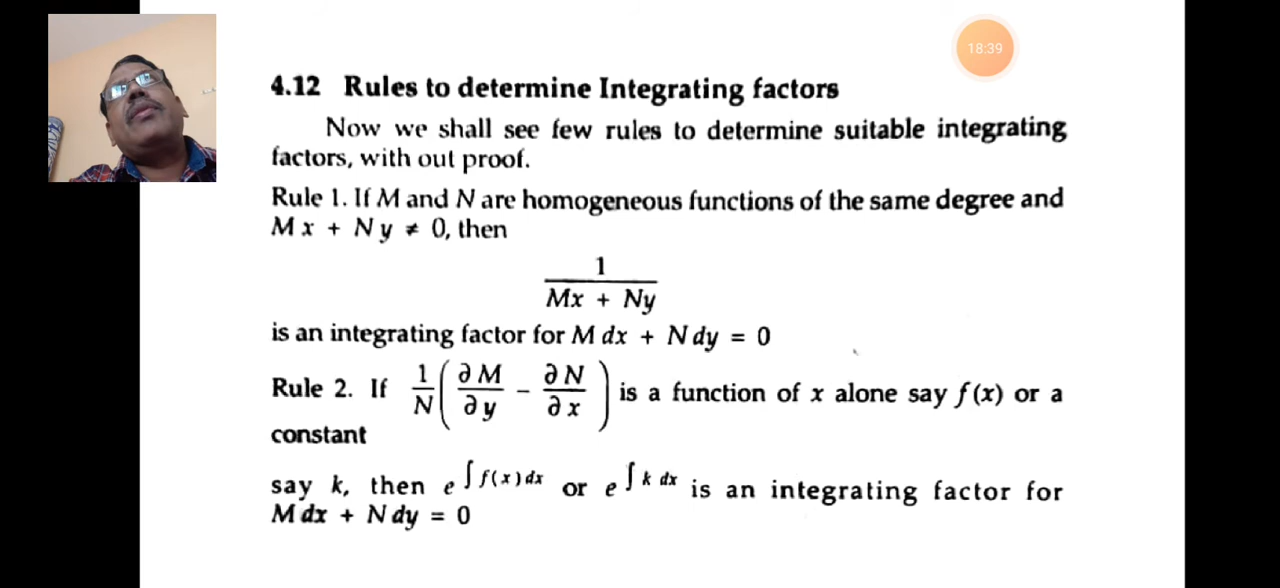 18:39
4.12 Rules to determine Integrating factors
Now we shall see few rules to determine suitable integrating
factors, with out proof.
Rule 1. If M and N are homogeneous functions of the same degree and
M x + N y ≠ 0, then
1
Mx + Ny
is an integrating factor for M dx + N dy = 0
Rule 2. If 1/N ( ∂M/∂y - ∂N/∂x ) is a function of x alone say f(x) or a
constant
say k, then e^∫ f(x) dx or e^∫ k dx is an integrating factor for
M dx + N dy = 0